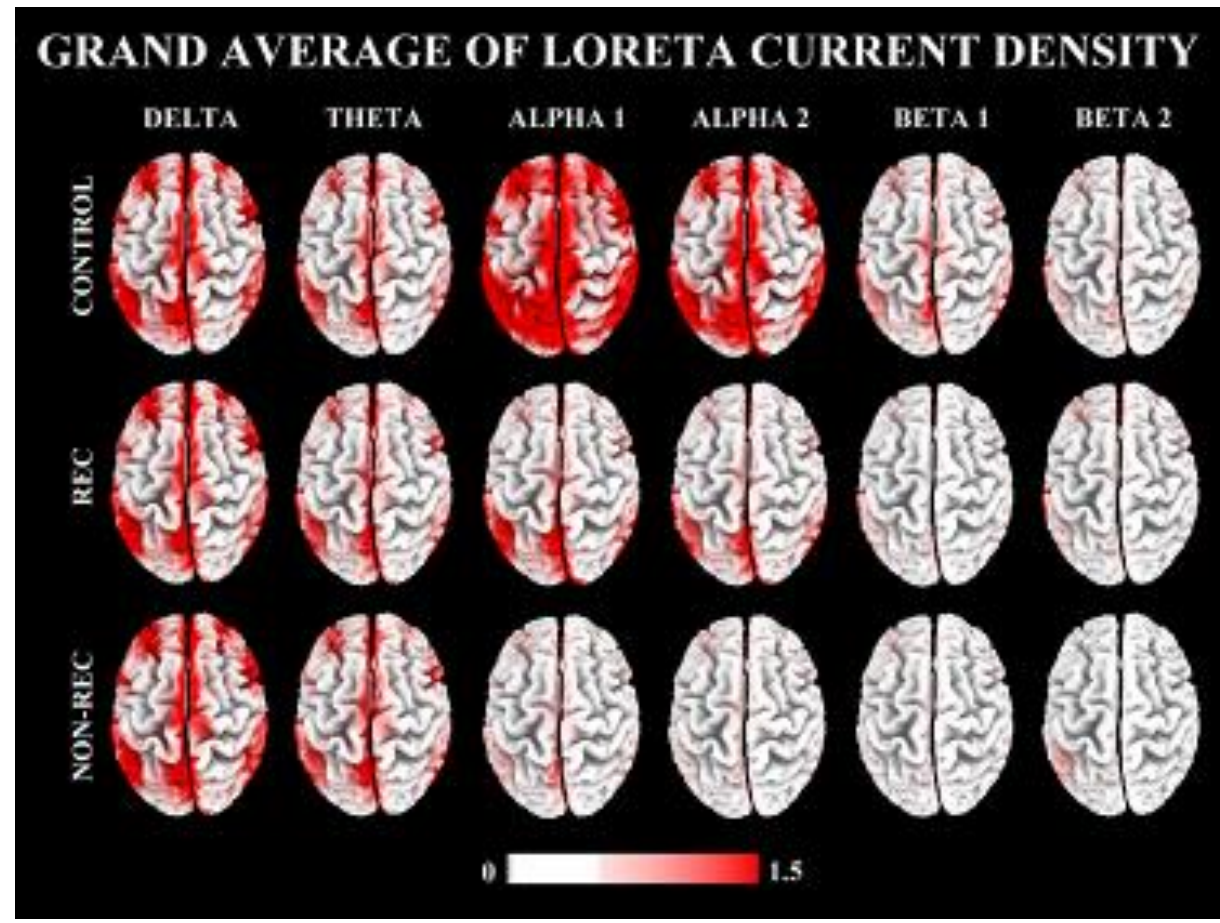 GRAND AVERAGE OF LORETA CURRENT DENSITY
DELTA THETA ALPHA 1 ALPHA 2 BETA 1 BETA 2
CONTROL
REC
NON-REC
0 1.5